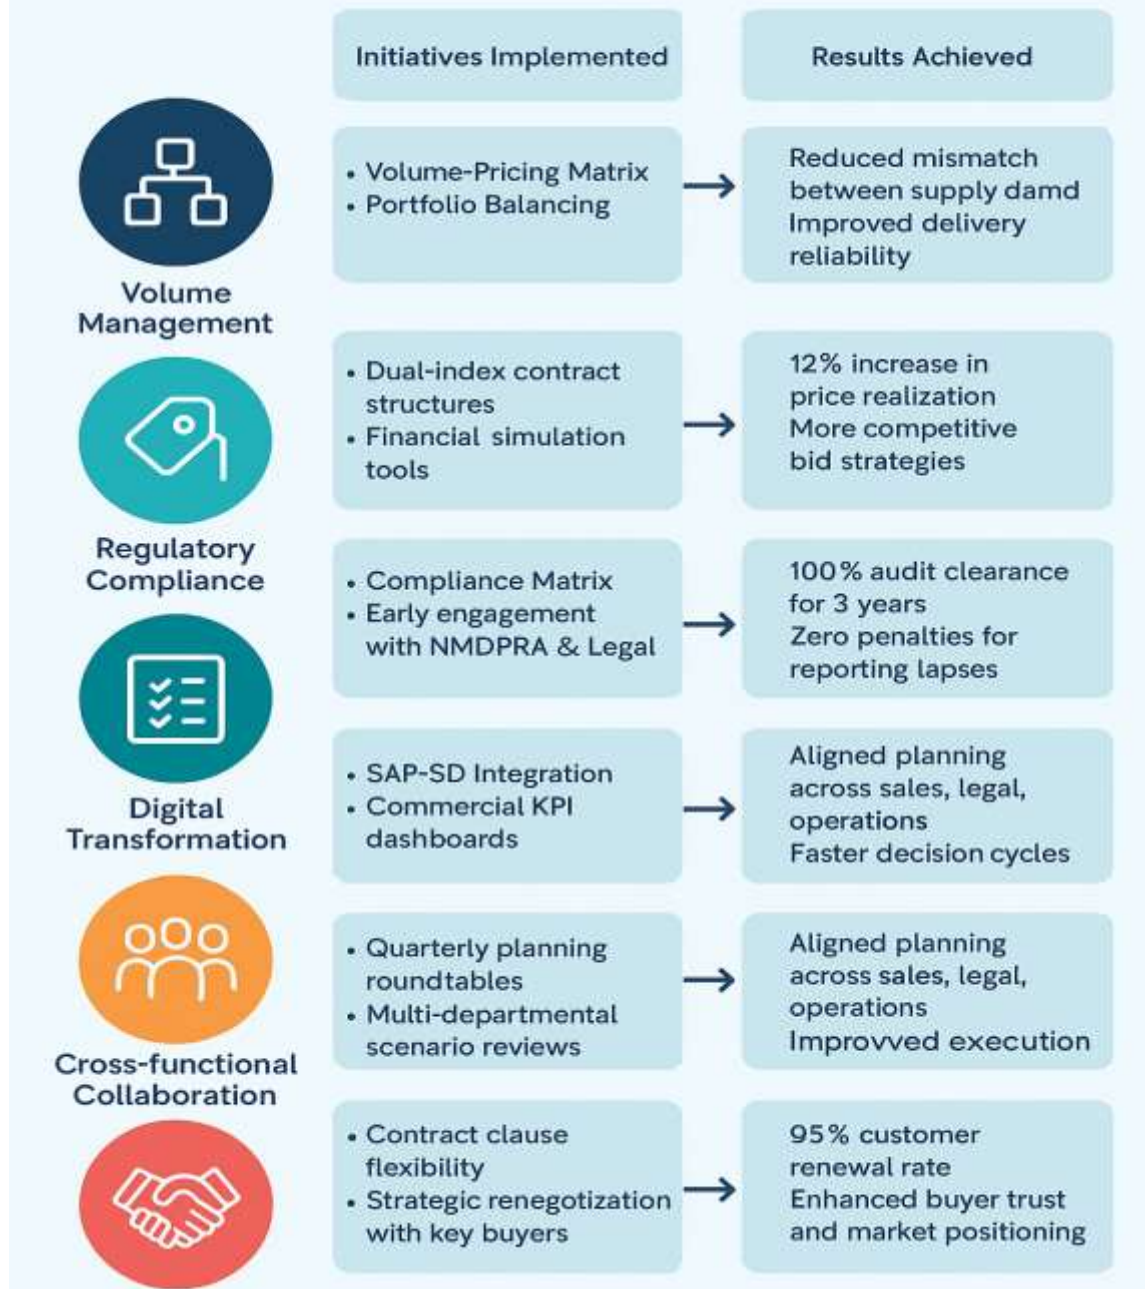 Initiatives Implemented
Results Achieved
Volume
Management
• Volume-Pricing Matrix
• Portfolio Balancing
Reduced mismatch
between supply damd
Improved delivery
reliability
Regulatory
Compliance
• Dual-index contract
structures
• Financial simulation
tools
12% increase in
price realization
More competitive
bid strategies
Digital
Transformation
• Compliance Matrix
• Early engagement
with NMDPRA & Legal
100% audit clearance
for 3 years
Zero penalties for
reporting lapses
• SAP-SD Integration
• Commercial KPI
dashboards
Aligned planning
across sales, legal,
operations
Faster decision cycles
Cross-functional
Collaboration
• Quarterly planning
roundtables
• Multi-departmental
scenario reviews
Aligned planning
across sales, legal,
operations
Improvved execution
• Contract clause
flexibility
• Strategic renegotization
with key buyers
95% customer
renewal rate
Enhanced buyer trust
and market positioning